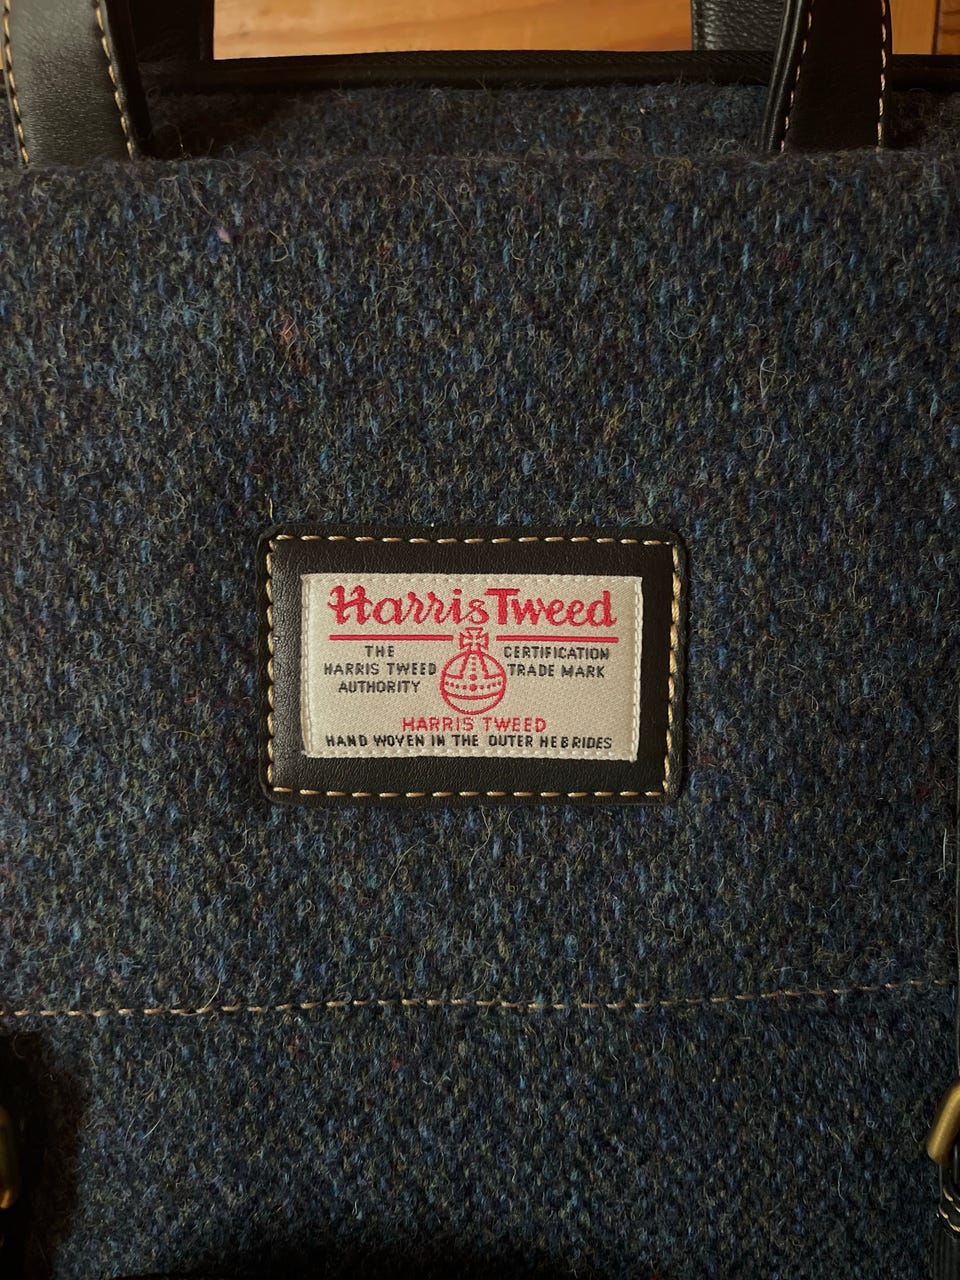 Harris Tweed
THE
HARRIS TWEED
AUTHORITY
CERTIFICATION
TRADE MARK
HARRIS TWEED
HAND WOVEN IN THE OUTER HEBRIDES